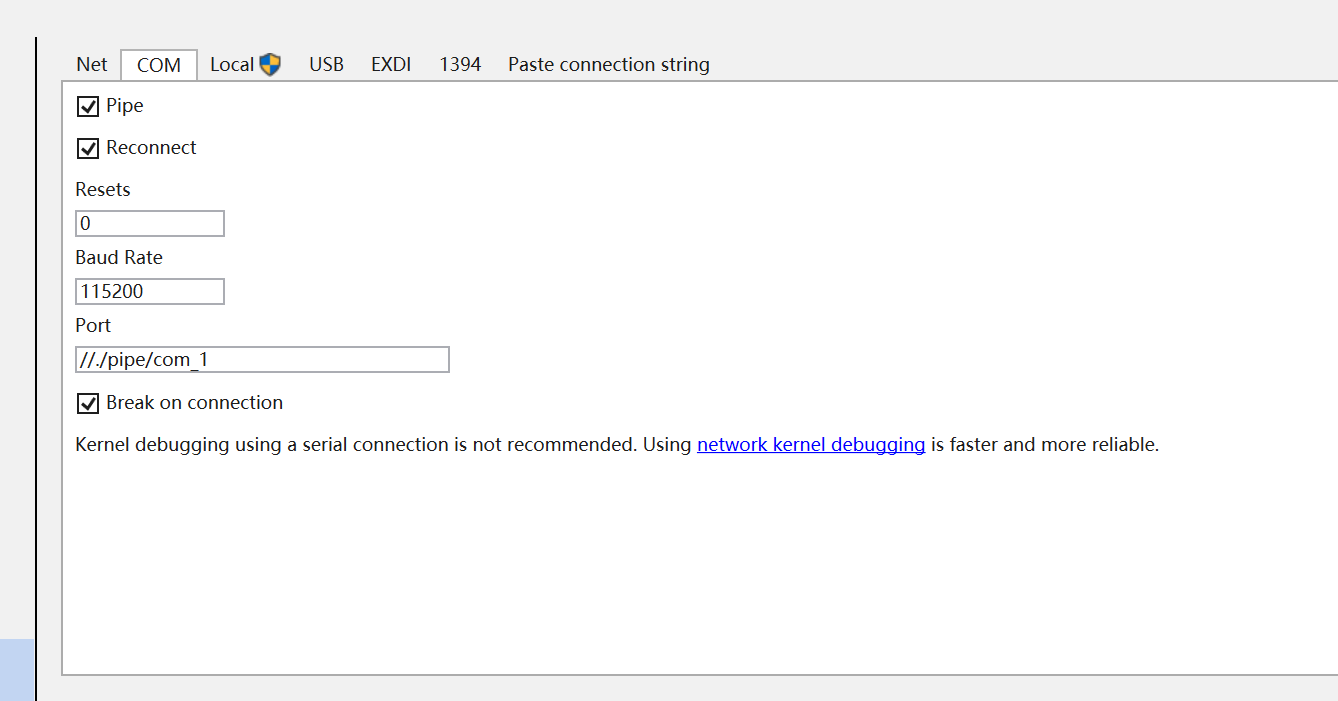 Net COM Local USB EXDI 1394 Paste connection string
Pipe
Reconnect
Resets
0
Baud Rate
115200
Port
//./pipe/com_1
Break on connection
Kernel debugging using a serial connection is not recommended. Using network kernel debugging is faster and more reliable.